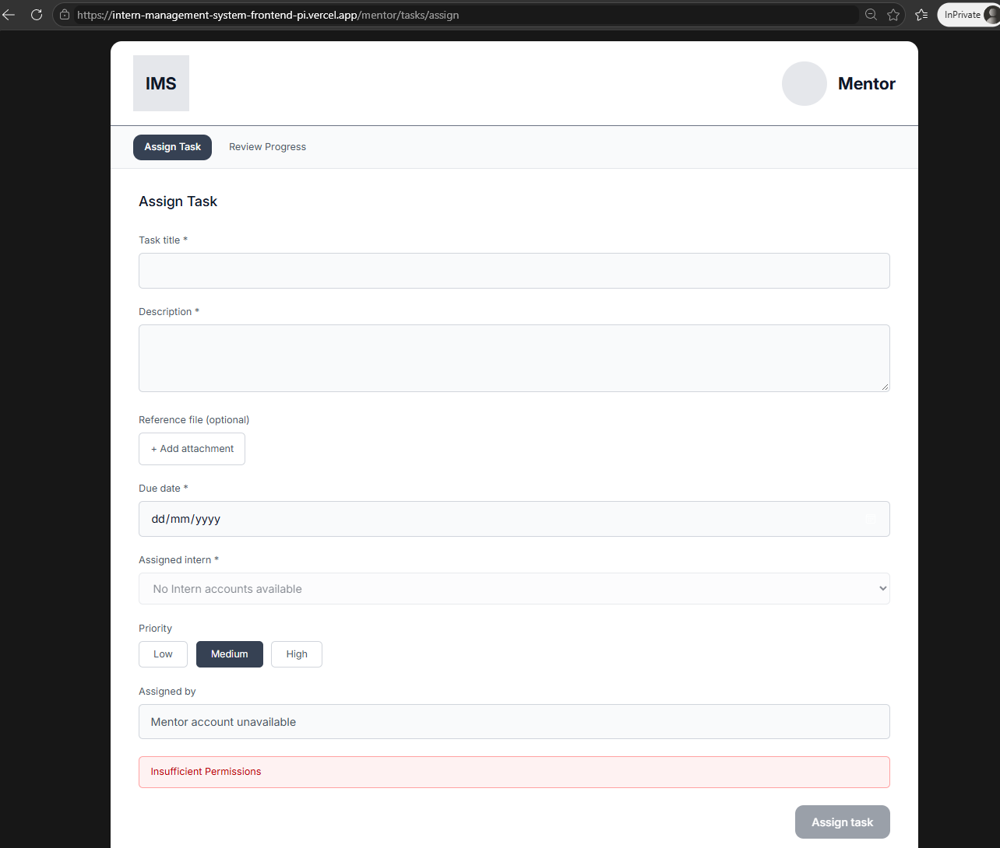 https://intern-management-system-frontend-pi.vercel.app/mentor/tasks/assign
InPrivate
IMS
Mentor
Assign Task
Review Progress
Assign Task
Task title *
Description *
Reference file (optional)
+ Add attachment
Due date *
dd/mm/yyyy
Assigned intern *
No Intern accounts available
Priority
Low
Medium
High
Assigned by
Mentor account unavailable
Insufficient Permissions
Assign task